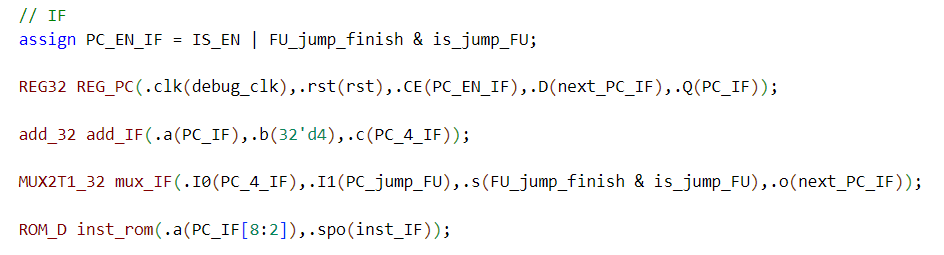 // IF
assign PC_EN_IF = IS_EN | FU_jump_finish & is_jump_FU;
REG32 REG_PC(.clk(debug_clk),.rst(rst),.CE(PC_EN_IF),.D(next_PC_IF),.Q(PC_IF));
add_32 add_IF(.a(PC_IF),.b(32'd4),.c(PC_4_IF));
MUX2T1_32 mux_IF(.I0(PC_4_IF),.I1(PC_jump_FU),.s(FU_jump_finish & is_jump_FU),.o(next_PC_IF));
ROM_D inst_rom(.a(PC_IF[8:2]),.spo(inst_IF));